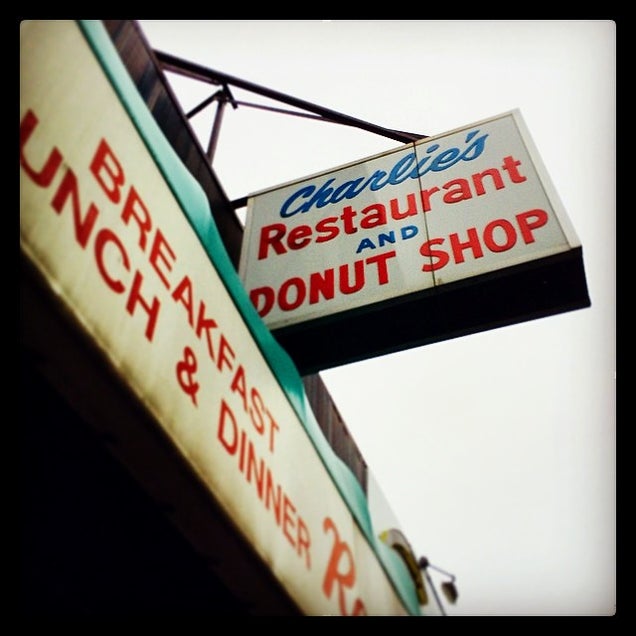 Charlie's
Restaurant
AND
DONUT SHOP
BREAKFAST
UNCH & DINNER